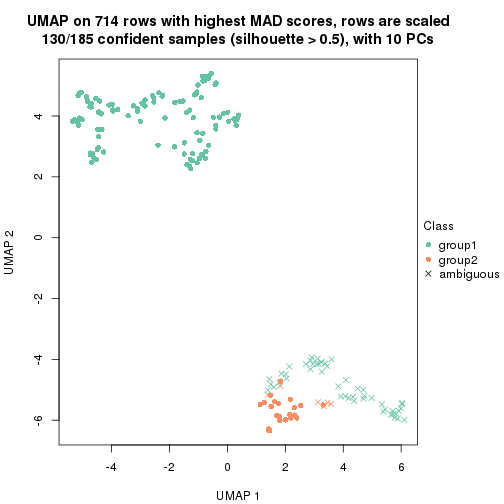 UMAP on 714 rows with highest MAD scores, rows are scaled
130/185 confident samples (silhouette > 0.5), with 10 PCs
4
2
0
-2
-4
-6
UMAP 2
-4
-2
0
2
4
6
UMAP 1
Class
group1
group2
ambiguous